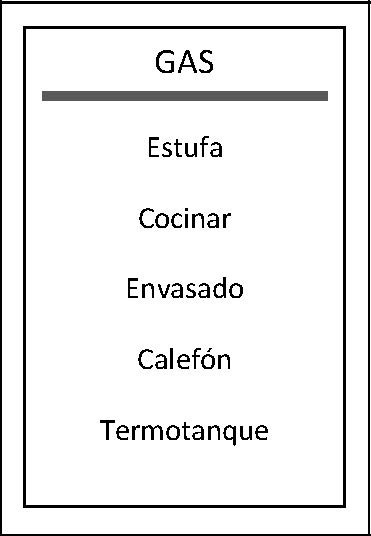 GAS
Estufa
Cocinar
Envasado
Calefón
Termotanque